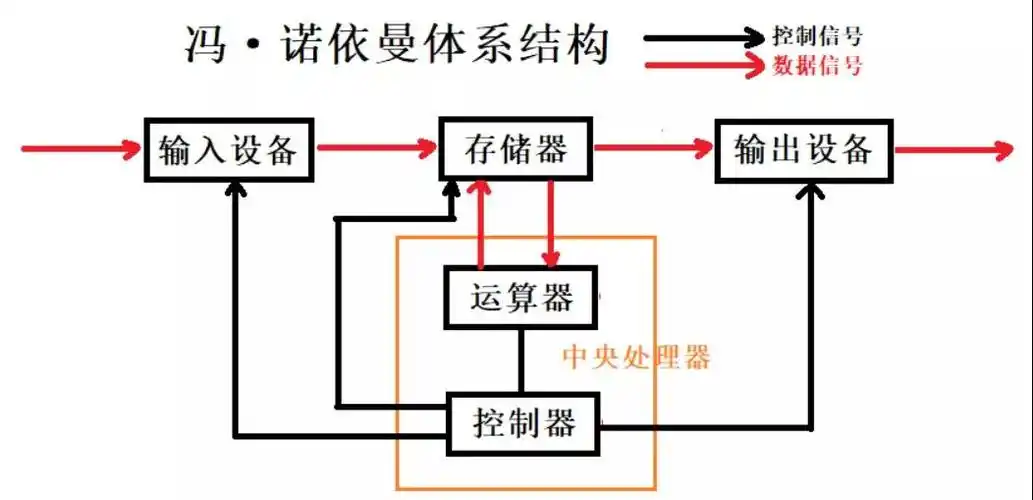 冯·诺依曼体系结构
控制信号
数据信号
输入设备
存储器
输出设备
运算器
中央处理器
控制器